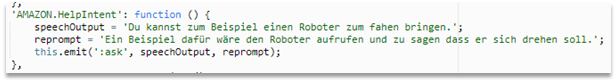 },
'AMAZON.HelpIntent': function () {
speechOutput = 'Du kannst zum Beispiel einen Roboter zum fahen bringen.';
reprompt = 'Ein Beispiel dafür wäre den Roboter aufrufen und zu sagen dass er sich drehen soll.';
this.emit(':ask', speechOutput, reprompt);
},